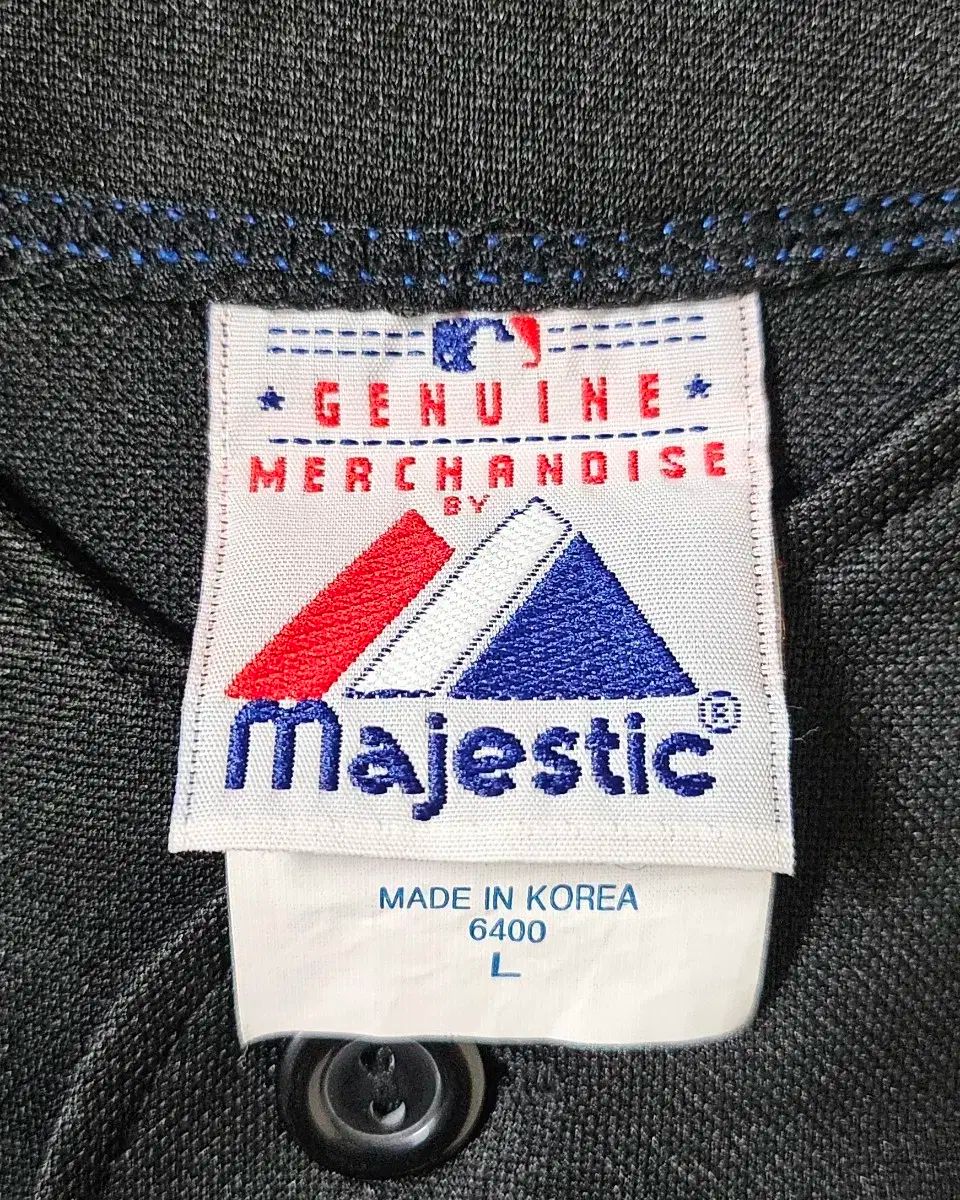 GENUINE
MERCHANDISE
BY
majestic®
MADE IN KOREA
6400
L